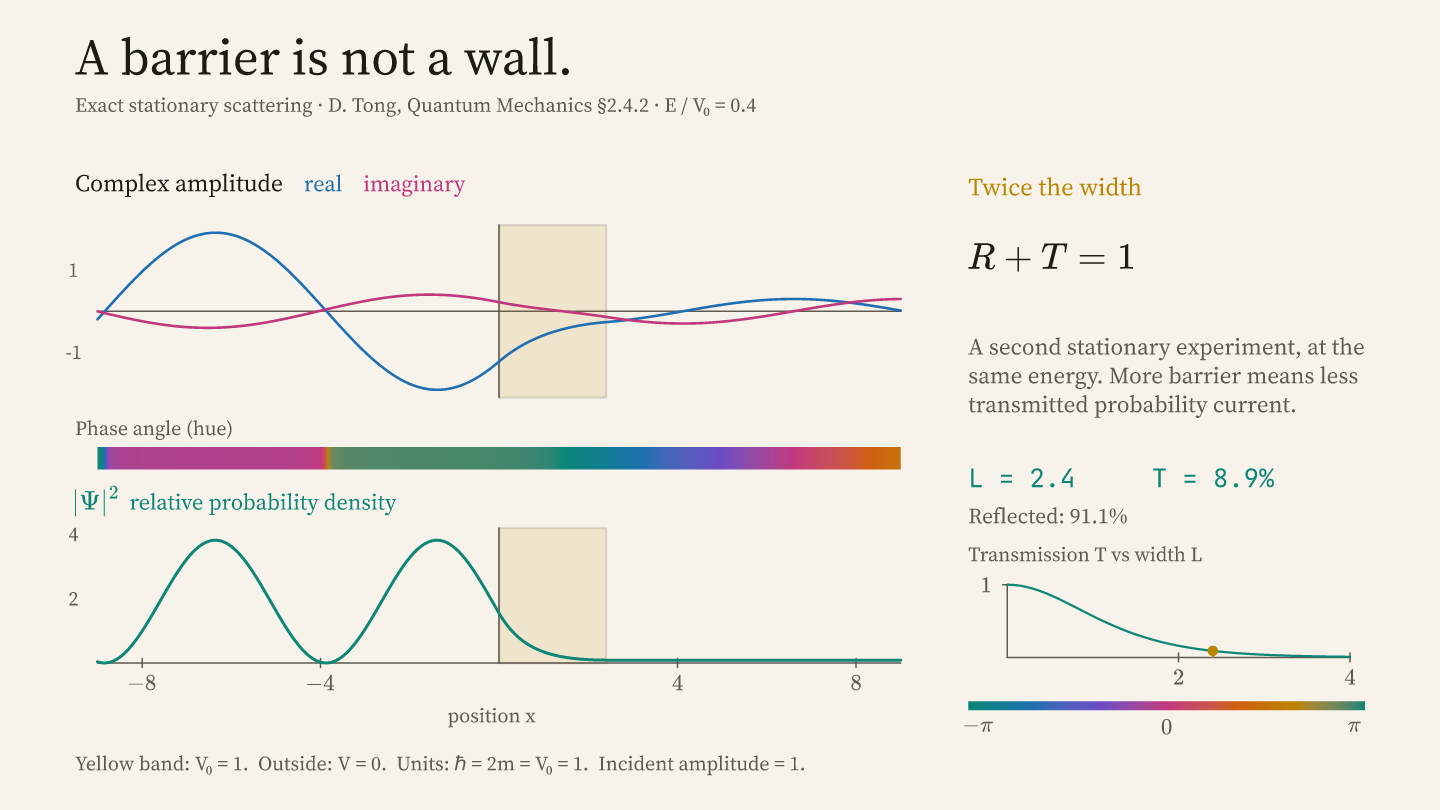 A barrier is not a wall.
Exact stationary scattering · D. Tong, Quantum Mechanics §2.4.2 · E / V₀ = 0.4
Complex amplitude real imaginary
1
-1
Phase angle (hue)
|Ψ|² relative probability density
4
2
−8 −4 4 8
position x
Yellow band: V₀ = 1. Outside: V = 0. Units: ℏ = 2m = V₀ = 1. Incident amplitude = 1.
Twice the width
R + T = 1
A second stationary experiment, at the
same energy. More barrier means less
transmitted probability current.
L = 2.4 T = 8.9%
Reflected: 91.1%
Transmission T vs width L
1
2 4
−π 0 π